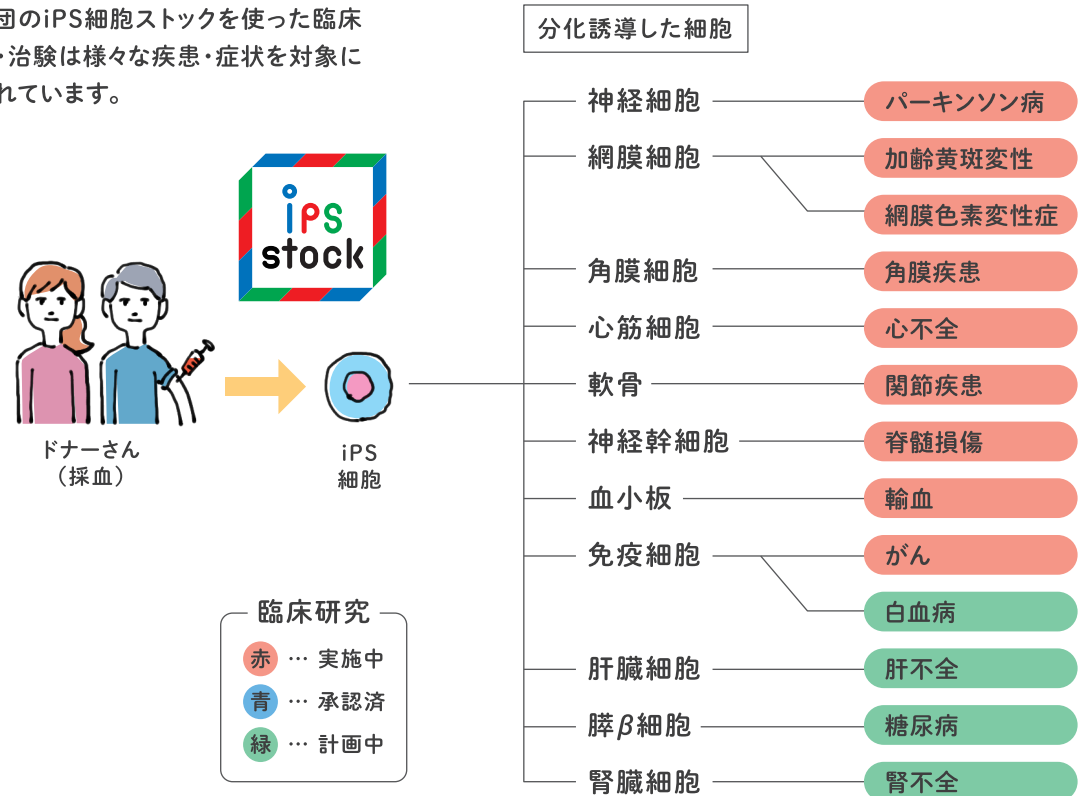 団のiPS細胞ストックを使った臨床
・治験は様々な疾患・症状を対象に
れています。
ips
stock
ドナーさん
(採血)
iPS
細胞
臨床研究
赤 … 実施中
青 … 承認済
緑 … 計画中
分化誘導した細胞
神経細胞 パーキンソン病
網膜細胞 加齢黄斑変性
網膜色素変性症
角膜細胞 角膜疾患
心筋細胞 心不全
軟骨 関節疾患
神経幹細胞 脊髄損傷
血小板 輸血
免疫細胞 がん
白血病
肝臓細胞 肝不全
膵β細胞 糖尿病
腎臓細胞 腎不全